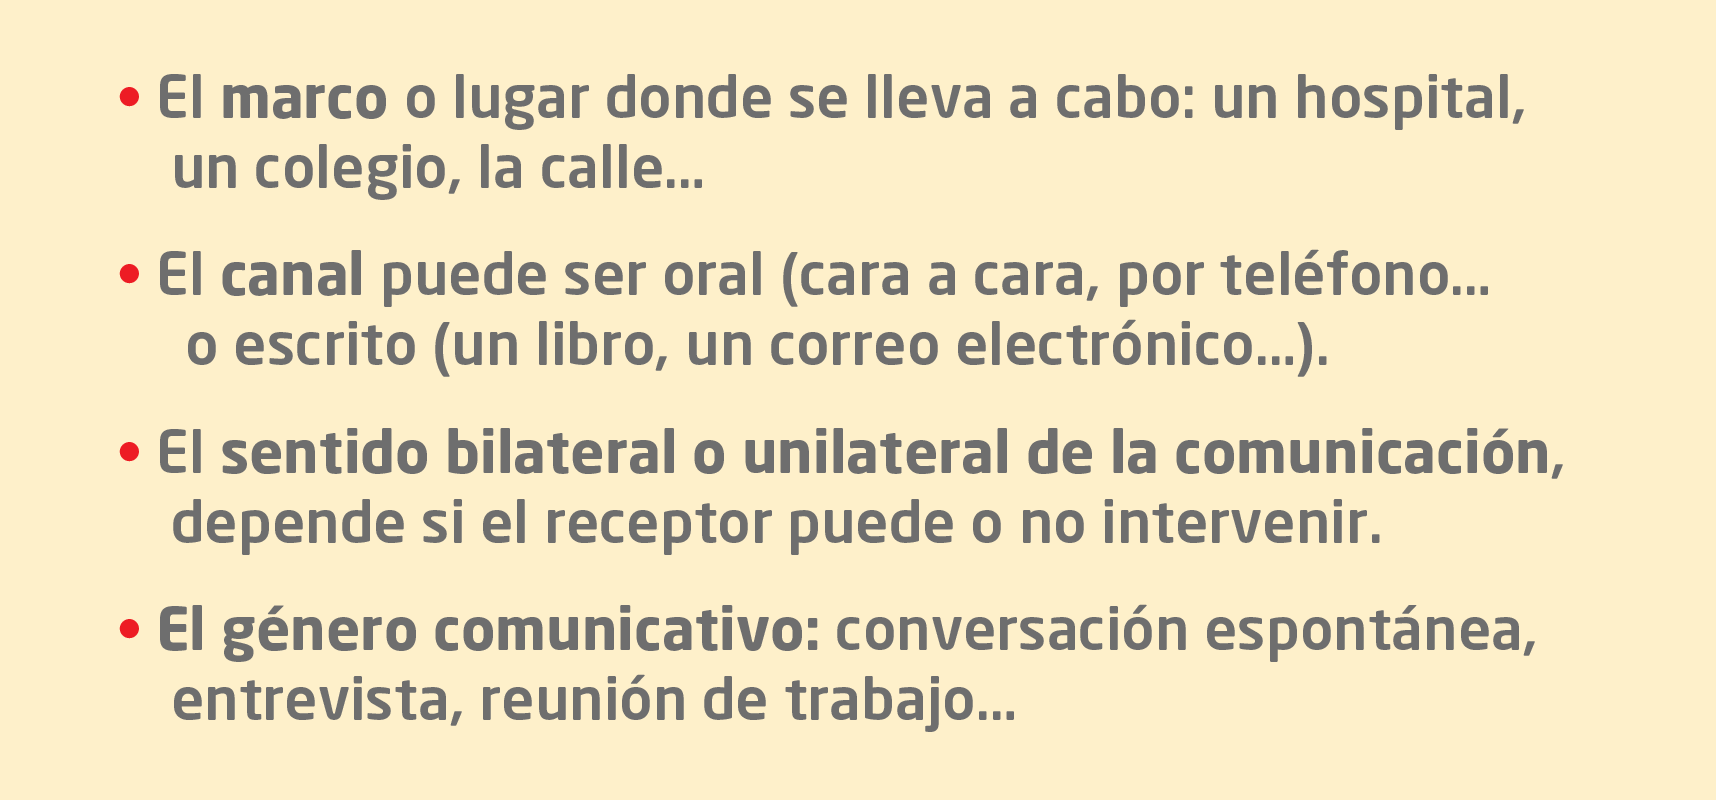 • El marco o lugar donde se lleva a cabo: un hospital,
un colegio, la calle...
• El canal puede ser oral (cara a cara, por teléfono...
o escrito (un libro, un correo electrónico...).
• El sentido bilateral o unilateral de la comunicación,
depende si el receptor puede o no intervenir.
• El género comunicativo: conversación espontánea,
entrevista, reunión de trabajo...